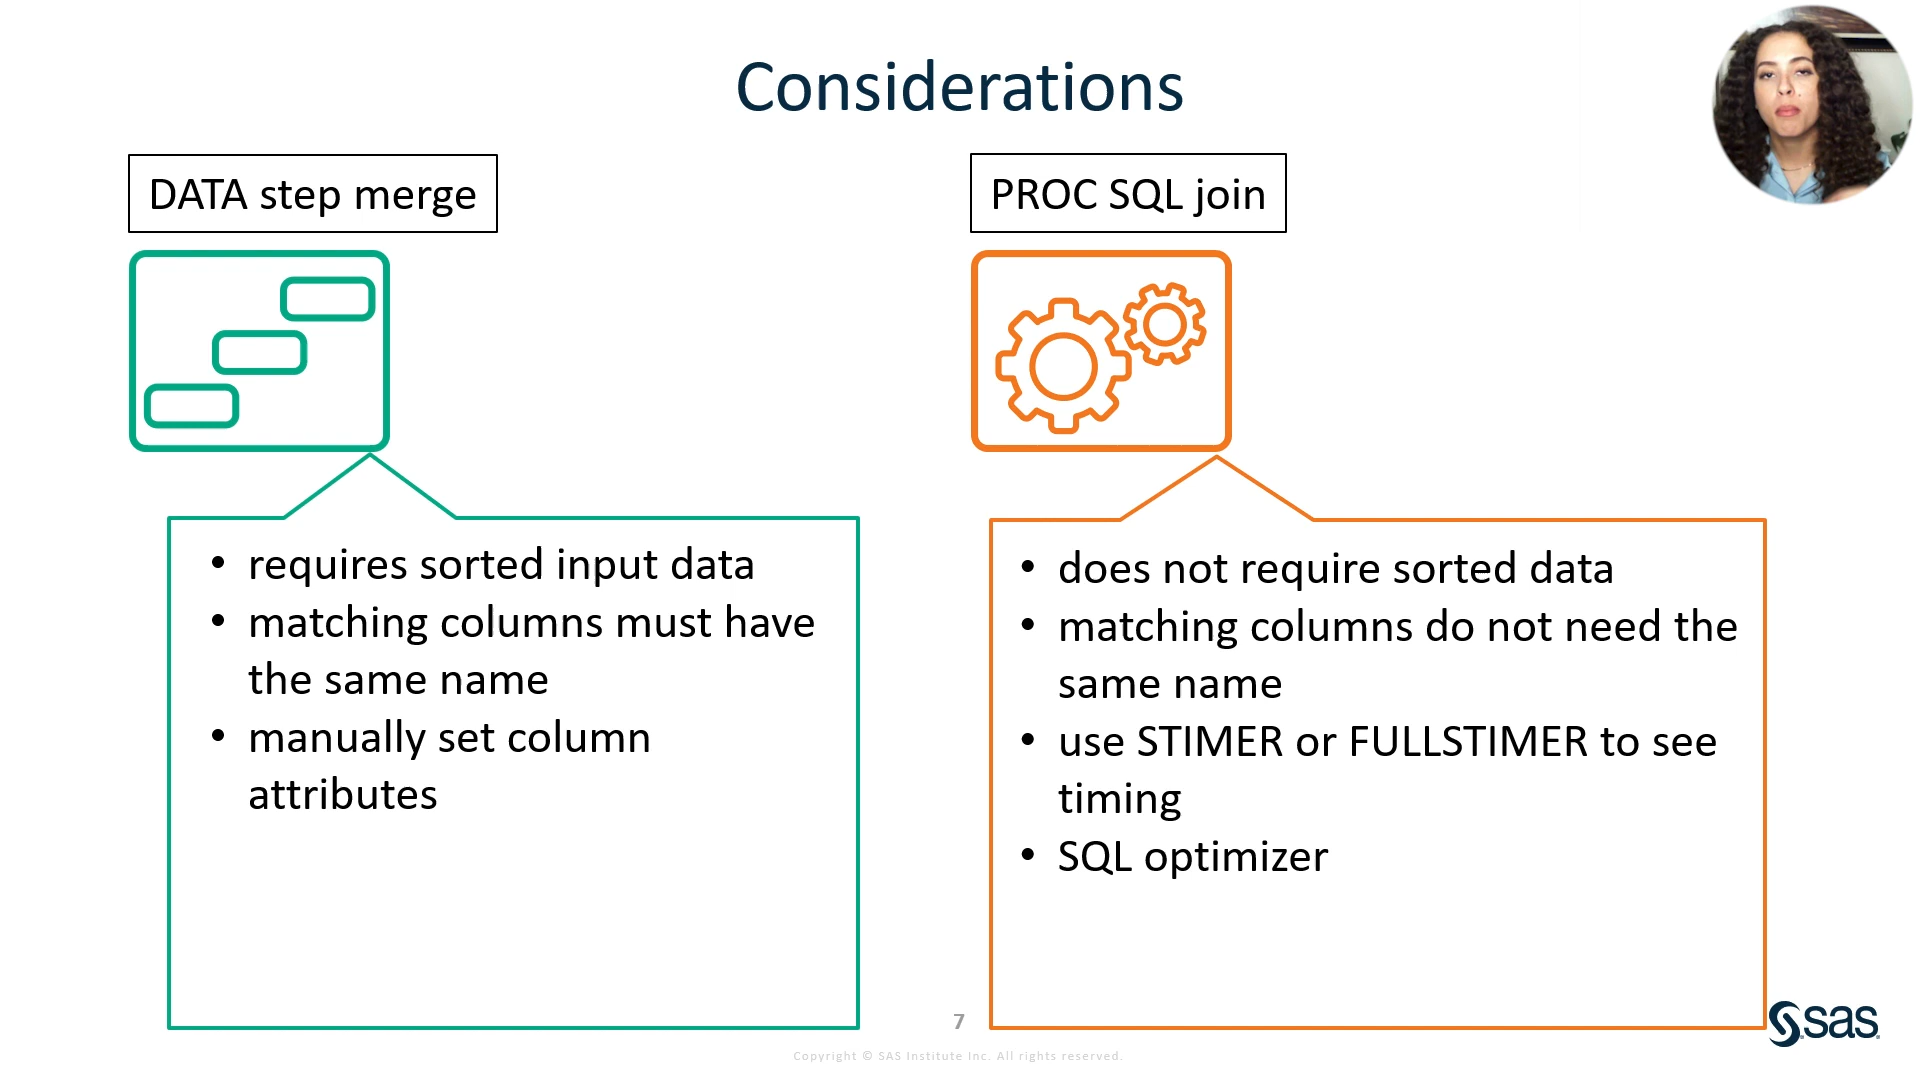 Considerations
DATA step merge
• requires sorted input data
• matching columns must have
the same name
• manually set column
attributes
PROC SQL join
• does not require sorted data
• matching columns do not need the
same name
• use STIMER or FULLSTIMER to see
timing
• SQL optimizer
7
sas
Copyright © SAS Institute Inc. All rights reserved.